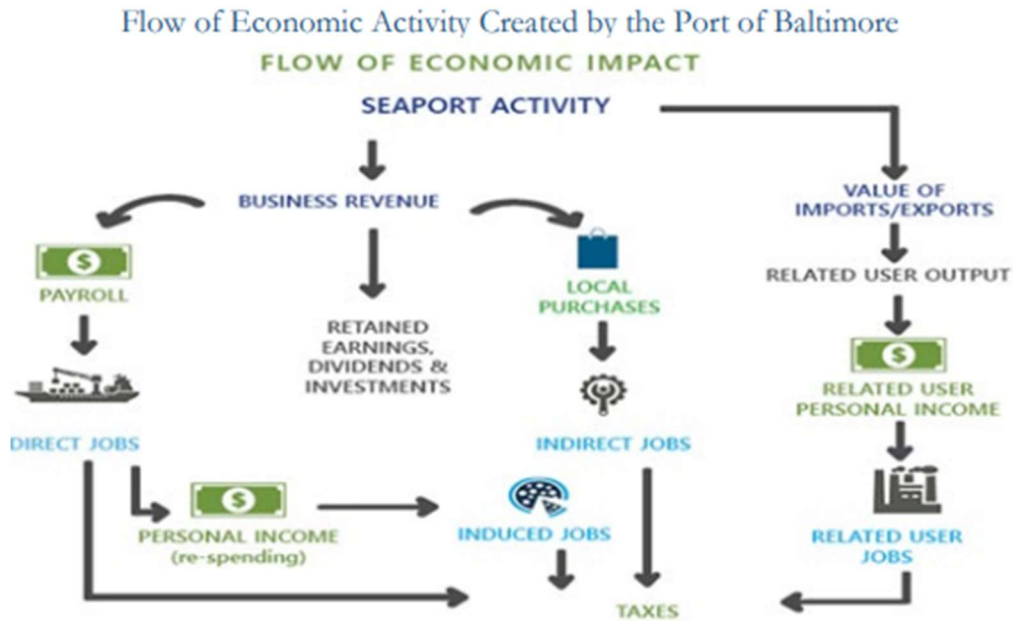 Flow of Economic Activity Created by the Port of Baltimore
FLOW OF ECONOMIC IMPACT
SEAPORT ACTIVITY
BUSINESS REVENUE
VALUE OF
IMPORTS/EXPORTS
$
PAYROLL
LOCAL
PURCHASES
RELATED USER OUTPUT
RETAINED
EARNINGS,
DIVIDENDS &
INVESTMENTS
$
RELATED USER
PERSONAL INCOME
DIRECT JOBS
INDIRECT JOBS
$
PERSONAL INCOME
(re-spending)
INDUCED JOBS
RELATED USER
JOBS
TAXES